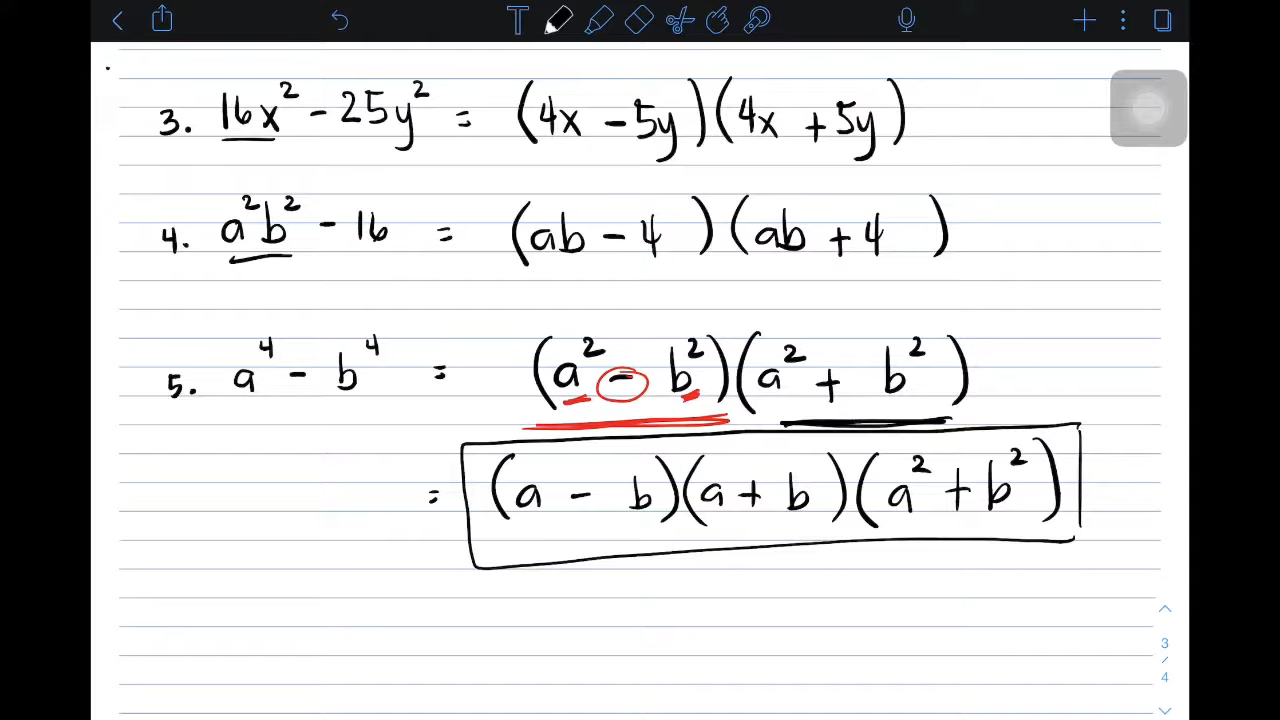 3. 16x² - 25y² = (4x - 5y)(4x + 5y)
4. a²b² - 16 = (ab - 4)(ab + 4)
5. a⁴ - b⁴ = (a² - b²)(a² + b²)
= (a - b)(a + b)(a² + b²)
3
/
4